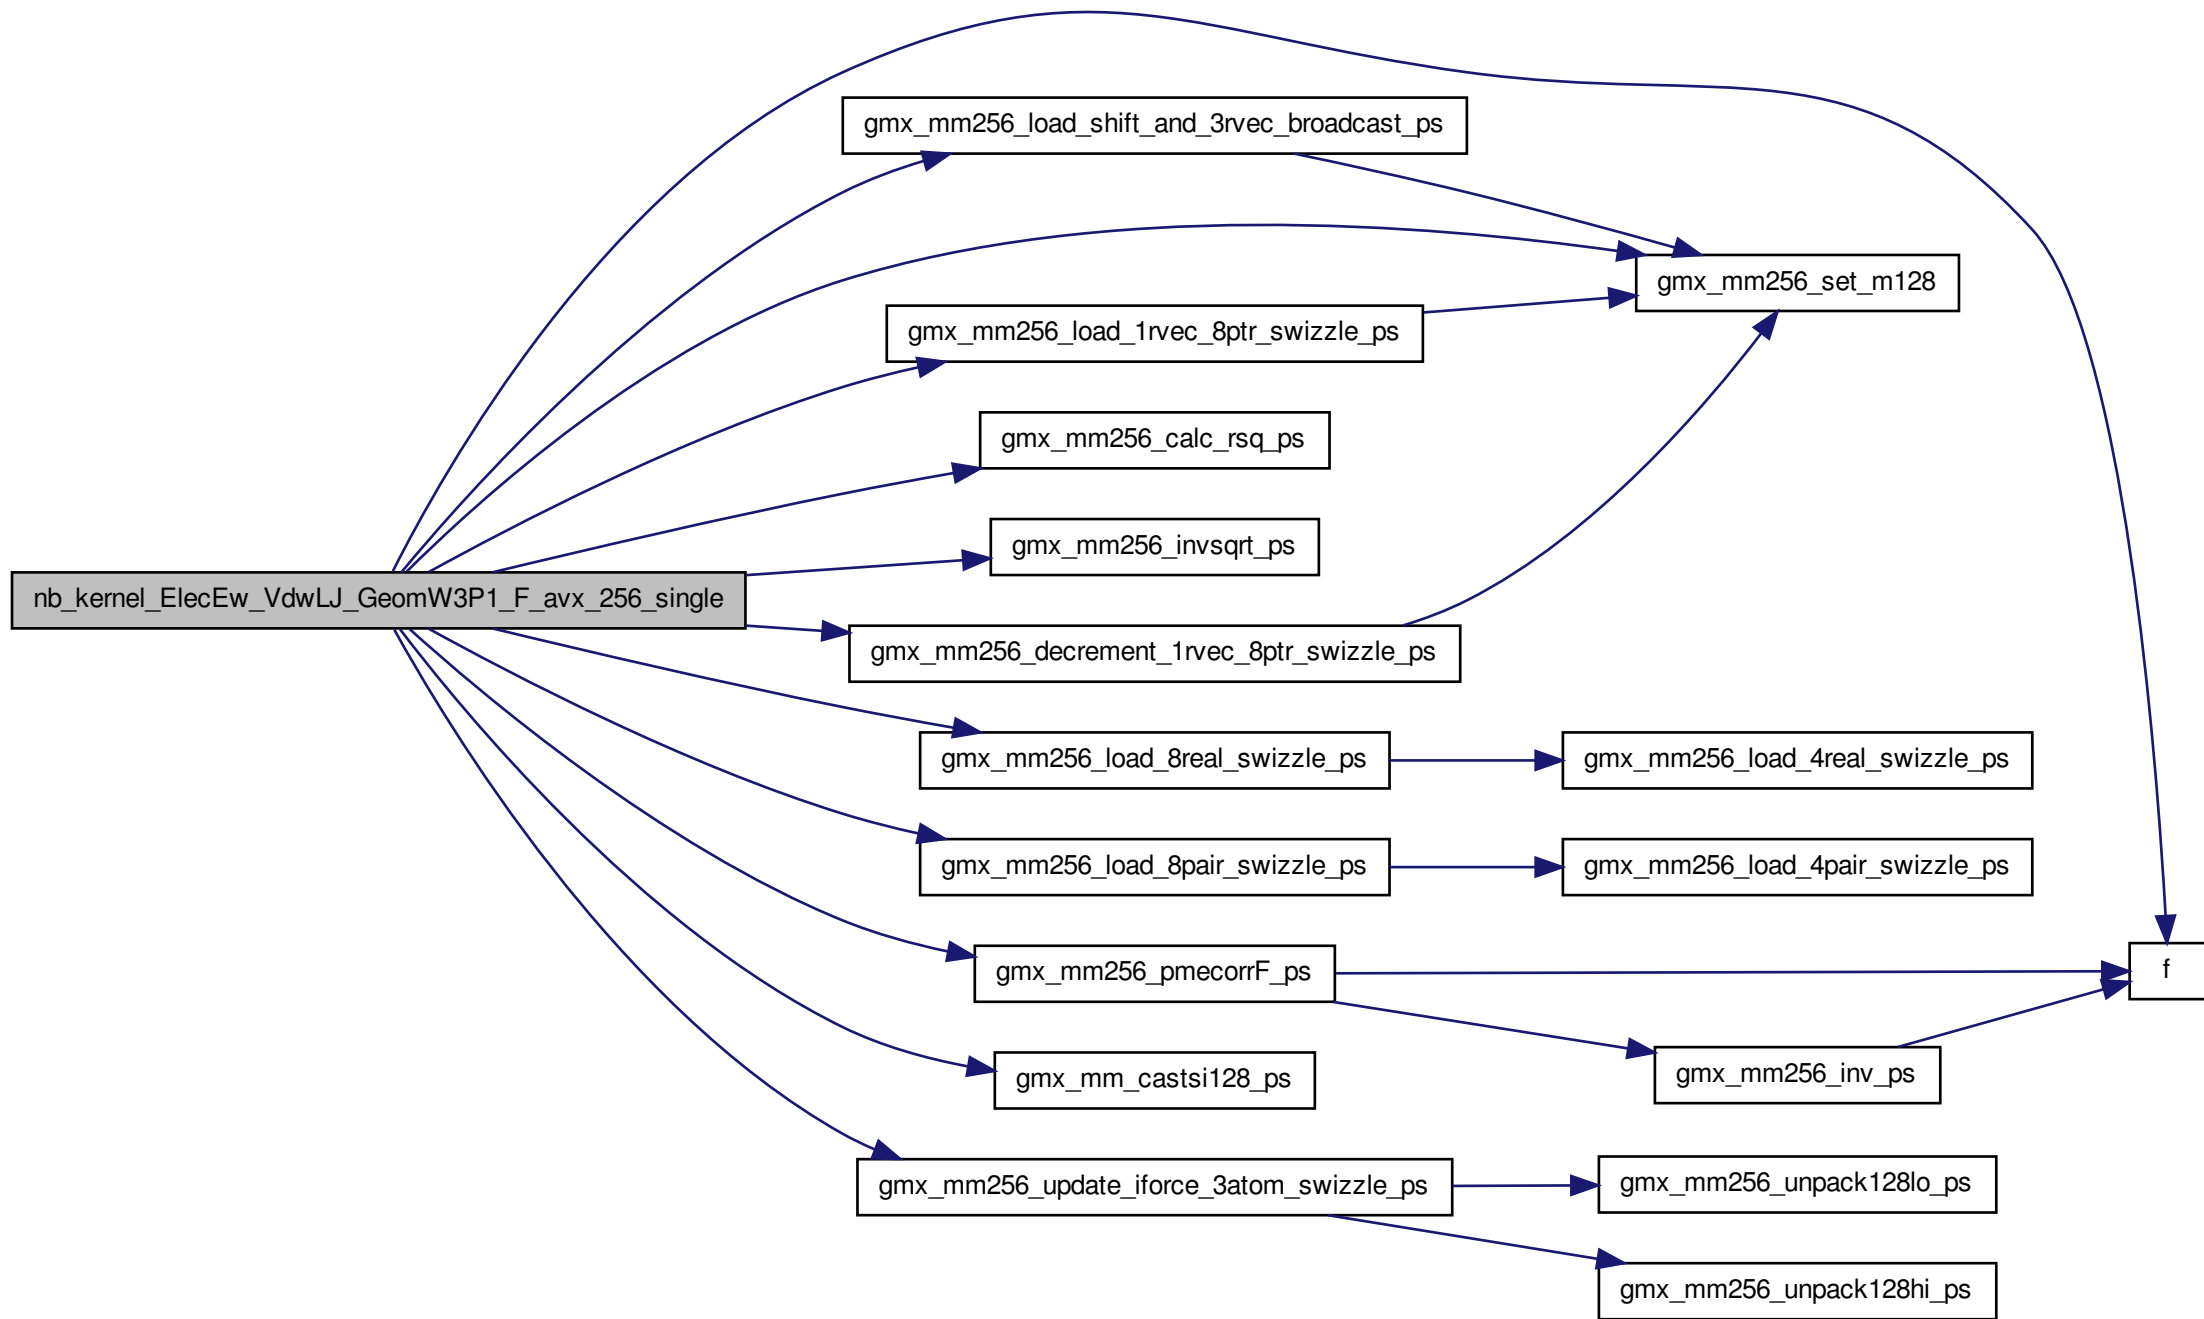 gmx_mm256_load_shift_and_3rvec_broadcast_ps
gmx_mm256_set_m128
gmx_mm256_load_1rvec_8ptr_swizzle_ps
gmx_mm256_calc_rsq_ps
gmx_mm256_invsqrt_ps
nb_kernel_ElecEw_VdwLJ_GeomW3P1_F_avx_256_single
gmx_mm256_decrement_1rvec_8ptr_swizzle_ps
gmx_mm256_load_8real_swizzle_ps
gmx_mm256_load_4real_swizzle_ps
gmx_mm256_load_8pair_swizzle_ps
gmx_mm256_load_4pair_swizzle_ps
gmx_mm256_pmecorrF_ps
f
gmx_mm_castsi128_ps
gmx_mm256_inv_ps
gmx_mm256_update_iforce_3atom_swizzle_ps
gmx_mm256_unpack128lo_ps
gmx_mm256_unpack128hi_ps